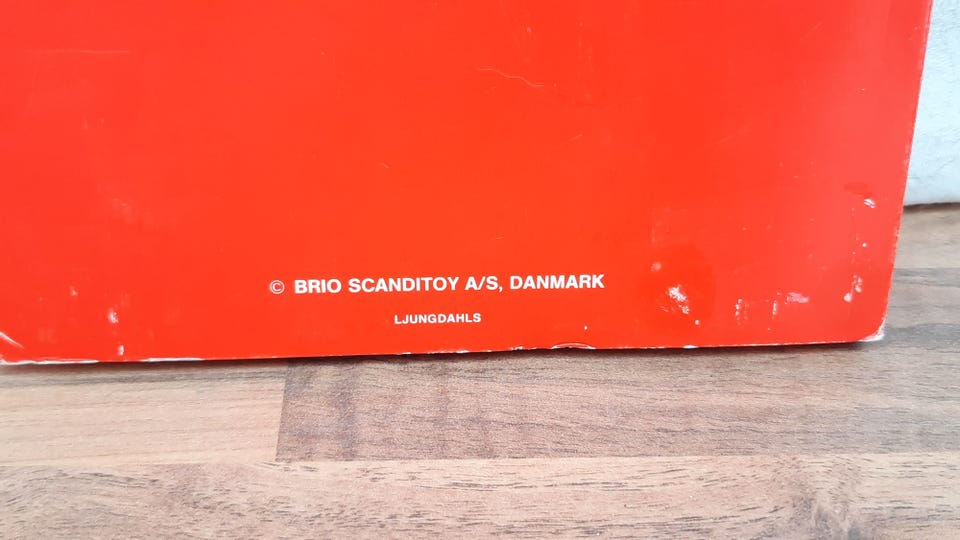 © BRIO SCANDITOY A/S, DANMARK
LJUNGDAHLS